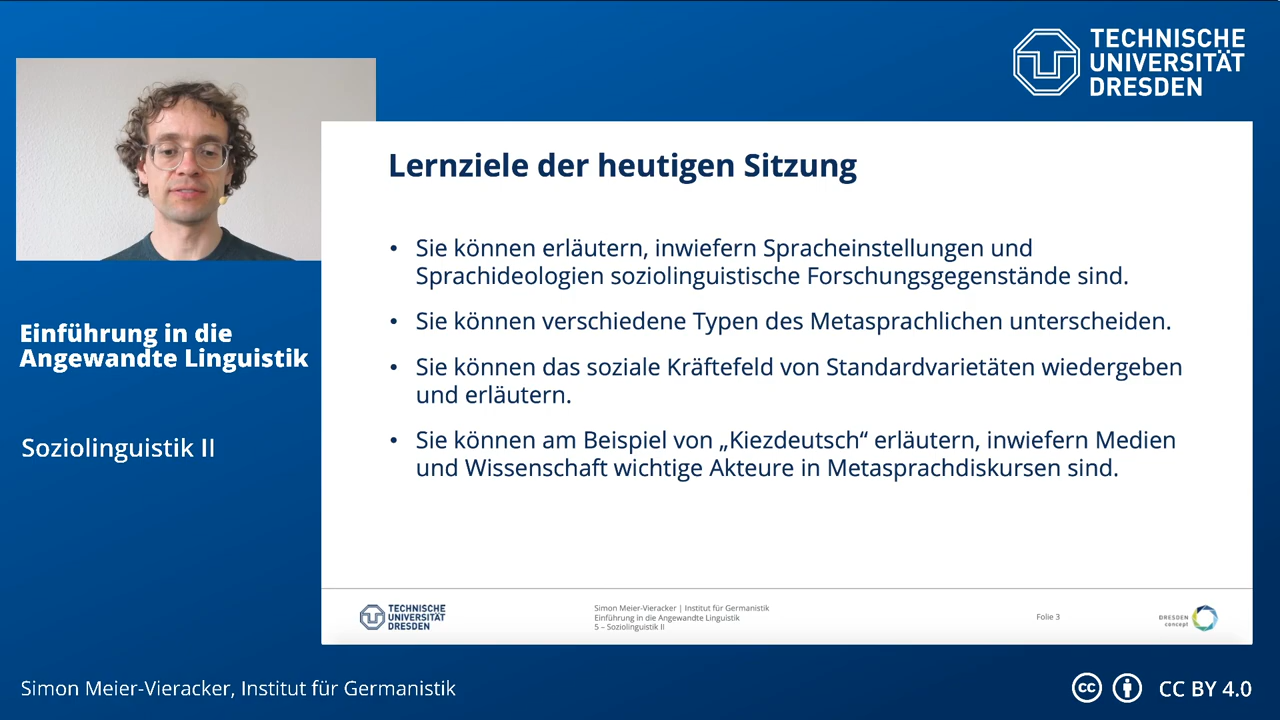 TECHNISCHE
UNIVERSITÄT
DRESDEN
Lernziele der heutigen Sitzung
• Sie können erläutern, inwiefern Spracheinstellungen und
Sprachideologien soziolinguistische Forschungsgegenstände sind.
• Sie können verschiedene Typen des Metasprachlichen unterscheiden.
• Sie können das soziale Kräftefeld von Standardvarietäten wiedergeben
und erläutern.
• Sie können am Beispiel von „Kiezdeutsch“ erläutern, inwiefern Medien
und Wissenschaft wichtige Akteure in Metasprachdiskursen sind.
Einführung in die
Angewandte Linguistik
Soziolinguistik II
TECHNISCHE
UNIVERSITÄT
DRESDEN
Simon Meier-Vieracker | Institut für Germanistik
Einführung in die Angewandte Linguistik
5 – Soziolinguistik II
Folie 3
DRESDEN
concept
Simon Meier-Vieracker, Institut für Germanistik
cc
CC BY 4.0